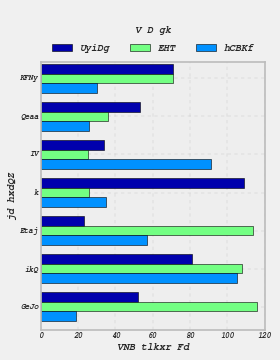 V D gk
UyiDg EHT hCBKf
KFNy
Qeaa
IV
k
Etaj
ikQ
GeJo
jd HxdQZ
0 20 40 60 80 100 120
VNB tlkxr Fd